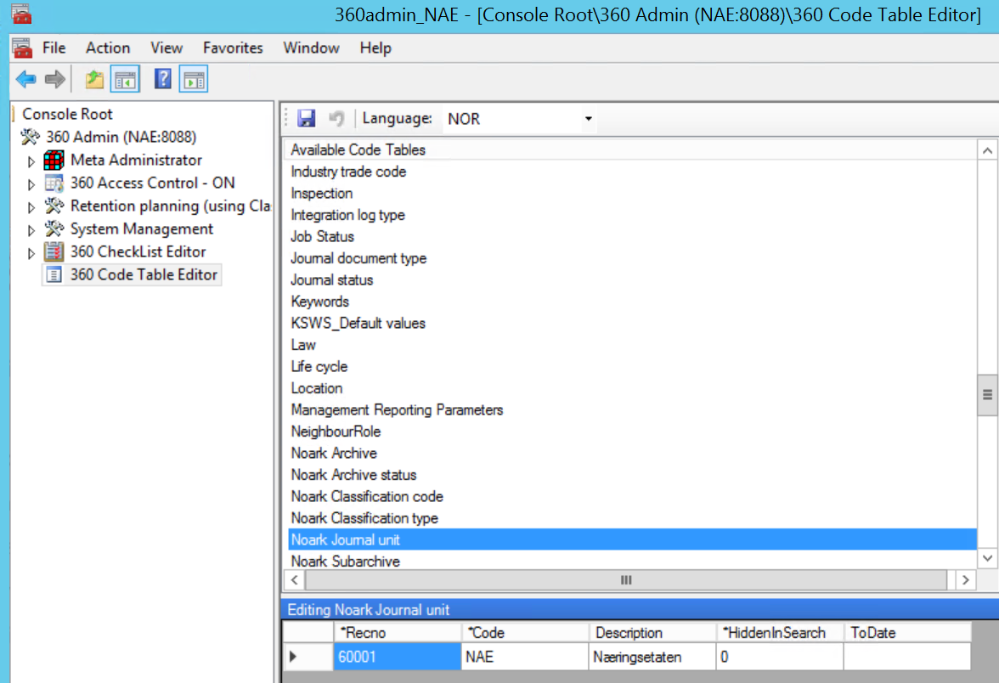 360admin_NAE - [Console Root\360 Admin (NAE:8088)\360 Code Table Editor]
File Action View Favorites Window Help
Console Root
360 Admin (NAE:8088)
Meta Administrator
360 Access Control - ON
Retention planning (using Cla
System Management
360 CheckList Editor
360 Code Table Editor
Language: NOR
Available Code Tables
Industry trade code
Inspection
Integration log type
Job Status
Journal document type
Journal status
Keywords
KSWS_Default values
Law
Life cycle
Location
Management Reporting Parameters
NeighbourRole
Noark Archive
Noark Archive status
Noark Classification code
Noark Classification type
Noark Journal unit
Noark Subarchive
Editing Noark Journal unit
*Recno *Code Description *HiddenInSearch ToDate
60001 NAE Næringsetaten 0